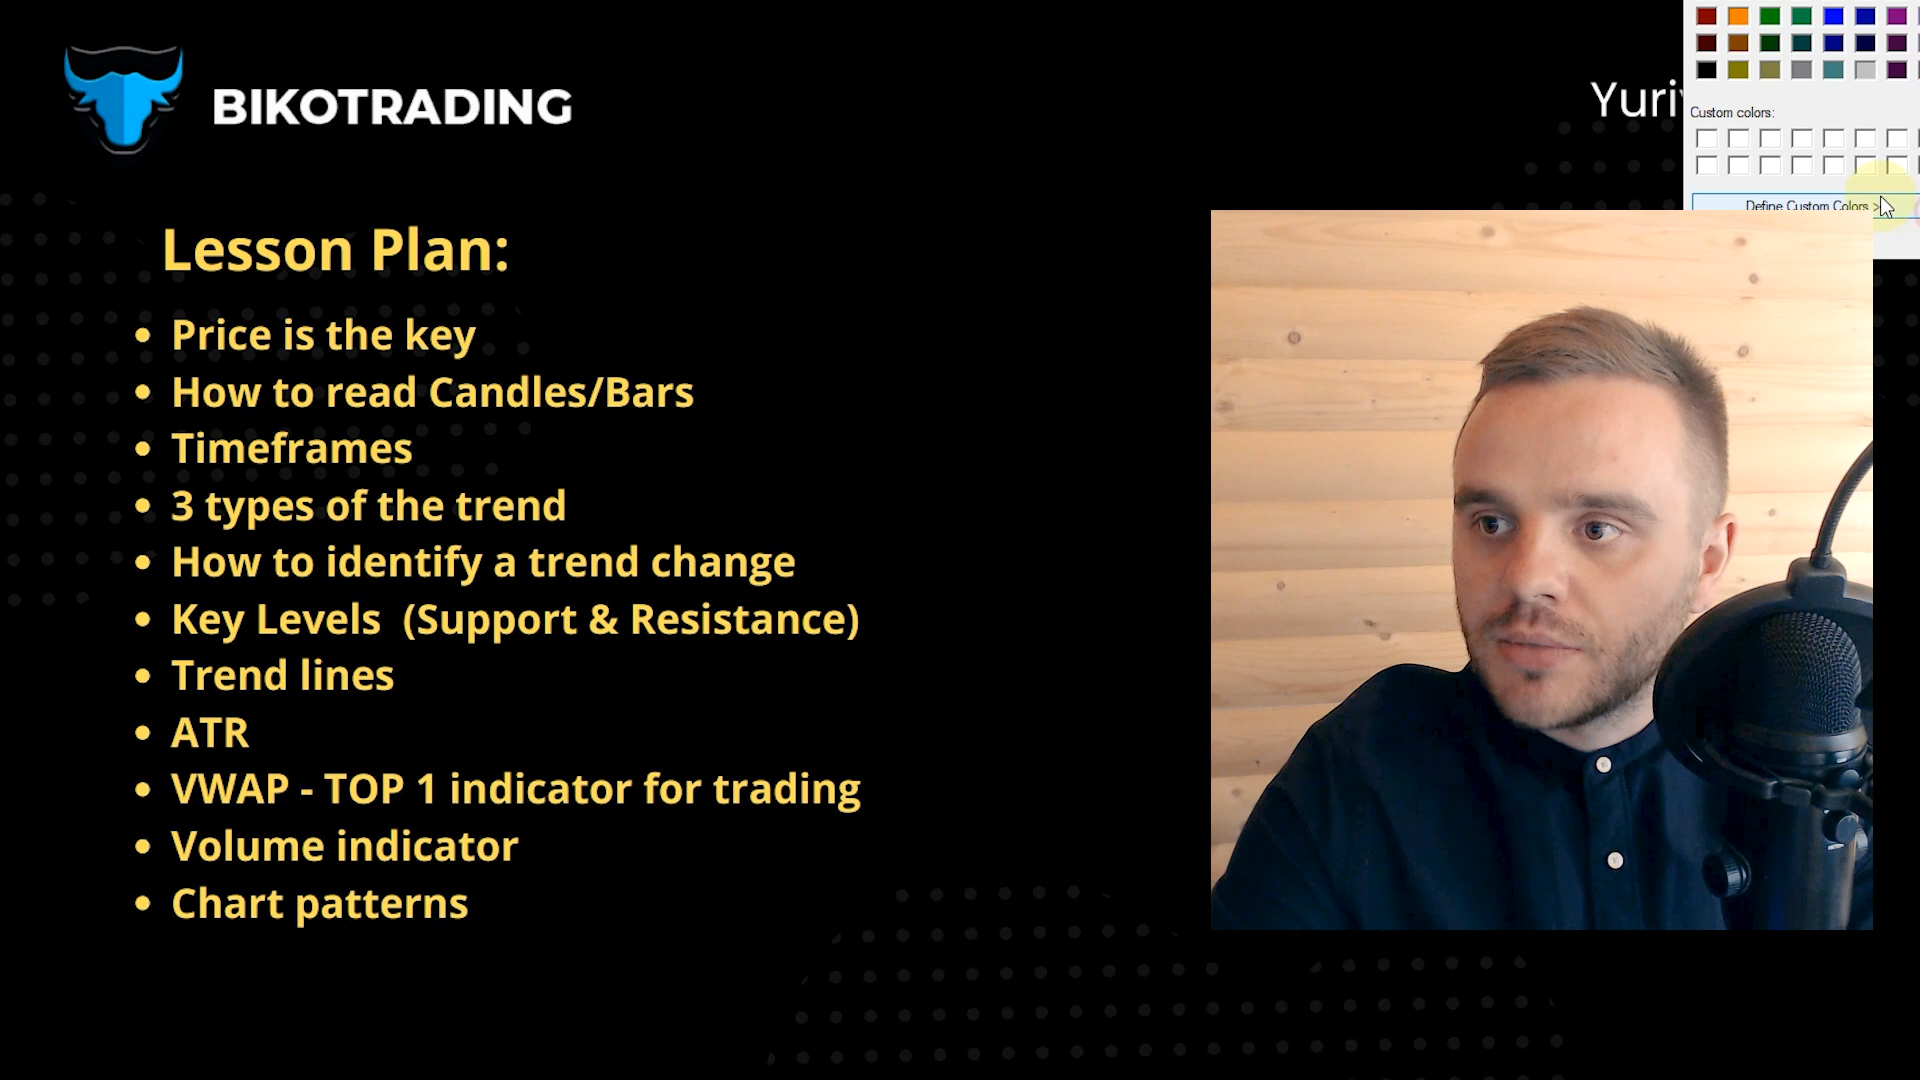 BIKOTRADING
Custom colors:
Define Custom Colors >
Lesson Plan:
• Price is the key
• How to read Candles/Bars
• Timeframes
• 3 types of the trend
• How to identify a trend change
• Key Levels (Support & Resistance)
• Trend lines
• ATR
• VWAP - TOP 1 indicator for trading
• Volume indicator
• Chart patterns